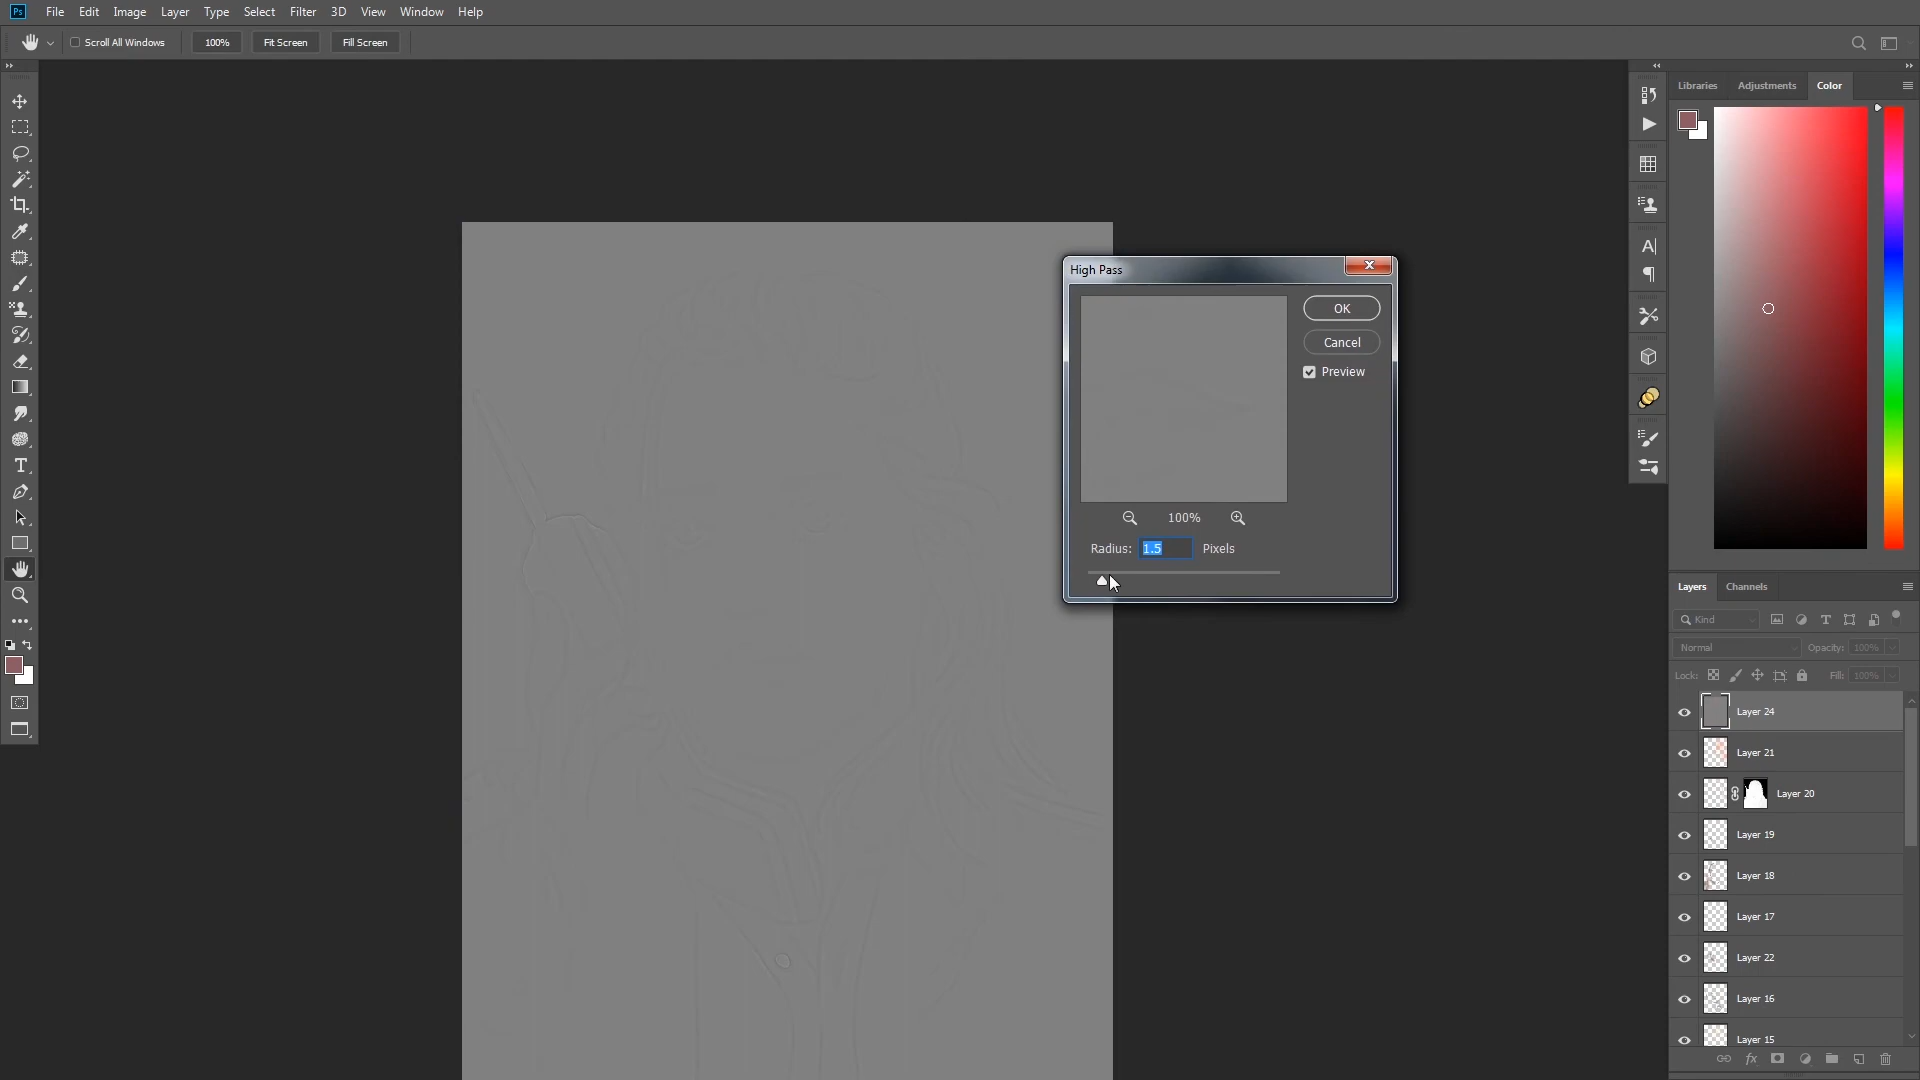 Ps File Edit Image Layer Type Select Filter 3D View Window Help
Scroll All Windows 100% Fit Screen Fill Screen
Libraries Adjustments Color
High Pass
OK
Cancel
Preview
100%
Radius: 1.5 Pixels
Layers Channels
Kind
Normal Opacity: 100%
Lock: Fill: 100%
Layer 24
Layer 21
Layer 20
Layer 19
Layer 18
Layer 17
Layer 22
Layer 16
Layer 15
fx